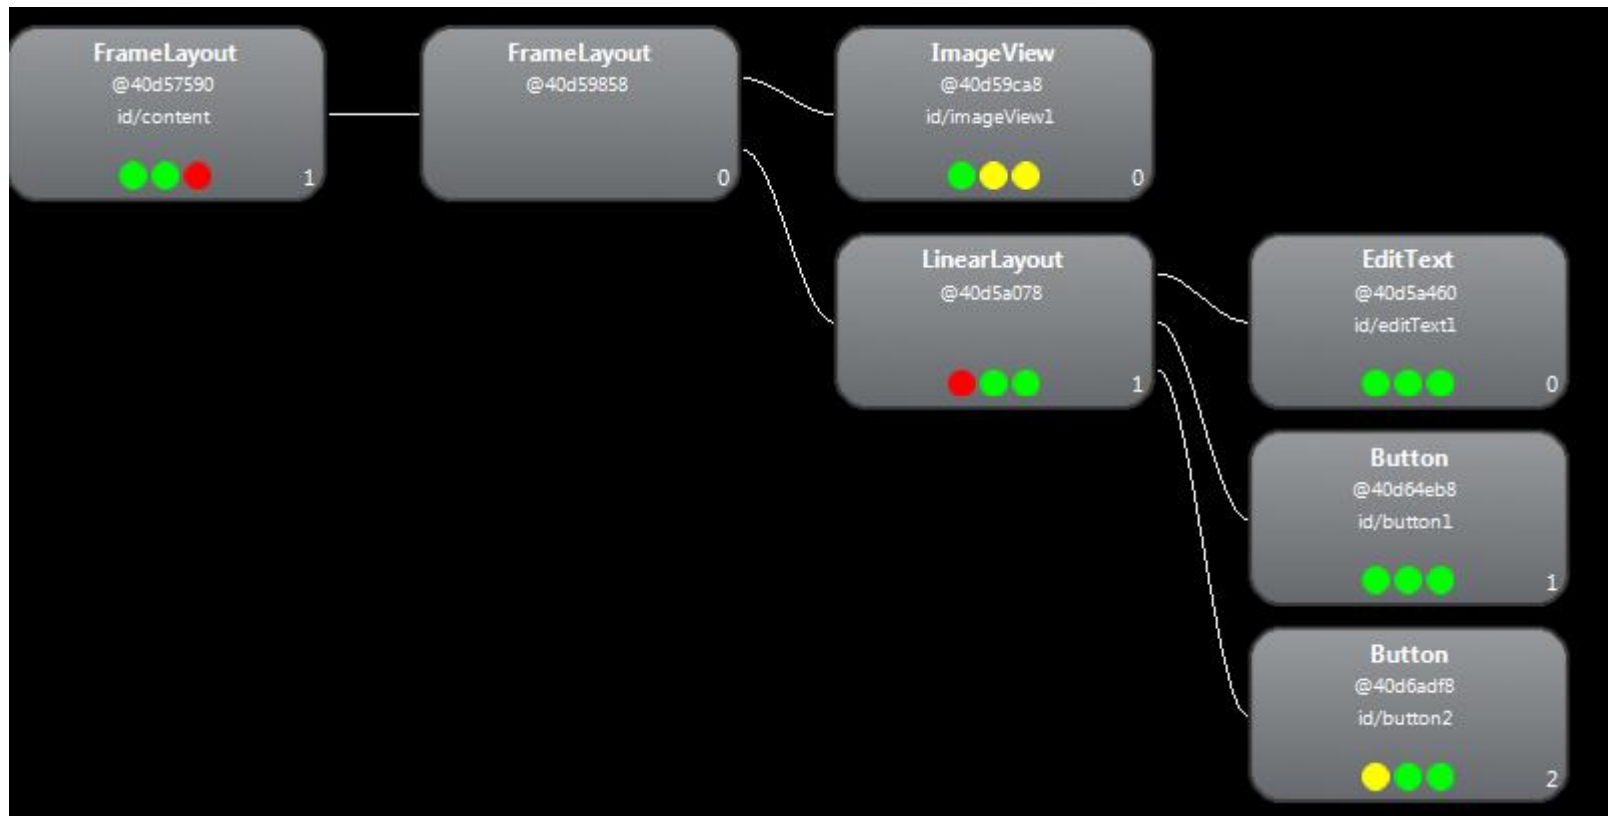 FrameLayout
@40d57590
id/content
1
FrameLayout
@40d59858
0
ImageView
@40d59ca8
id/imageView1
0
LinearLayout
@40d5a078
1
EditText
@40d5a460
id/editText1
0
Button
@40d64eb8
id/button1
1
Button
@40d6adf8
id/button2
2